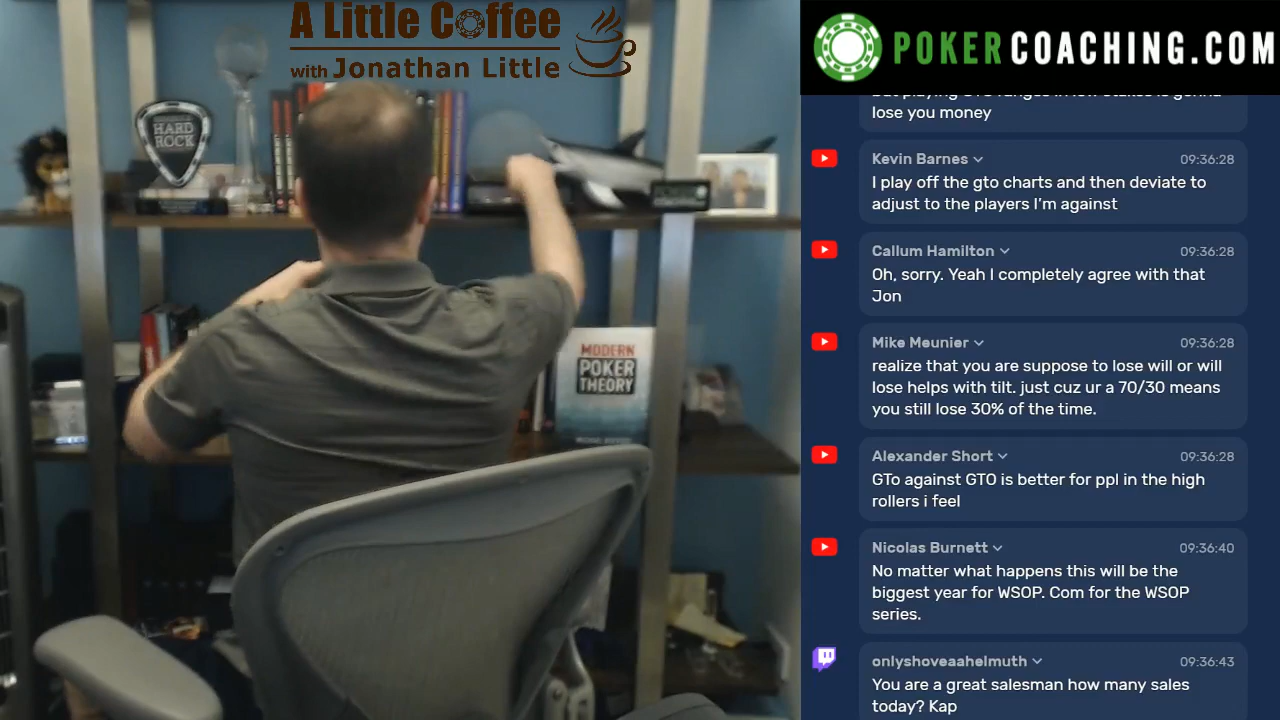 A Little Coffee
with Jonathan Little
HARD
ROCK
MODERN
POKER
THEORY
POKERCOACHING.COM
lose you money
Kevin Barnes
09:36:28
I play off the gto charts and then deviate to
adjust to the players I'm against
Callum Hamilton
09:36:28
Oh, sorry. Yeah I completely agree with that
Jon
Mike Meunier
09:36:28
realize that you are suppose to lose will or will
lose helps with tilt. just cuz ur a 70/30 means
you still lose 30% of the time.
Alexander Short
09:36:28
GTo against GTO is better for ppl in the high
rollers i feel
Nicolas Burnett
09:36:40
No matter what happens this will be the
biggest year for WSOP. Com for the WSOP
series.
onlyshoveaahelmuth
09:36:43
You are a great salesman how many sales
today? Kap